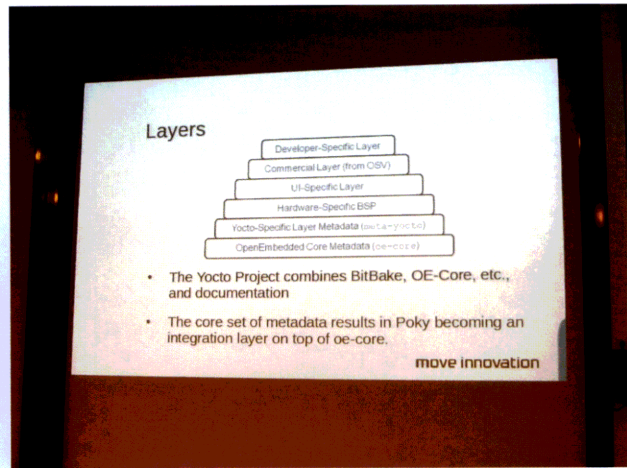 Layers
Developer-Specific Layer
Commercial Layer (from OSV)
UI-Specific Layer
Hardware-Specific BSP
Yocto-Specific Layer Metadata (meta-yocto)
OpenEmbedded Core Metadata (oe-core)
• The Yocto Project combines BitBake, OE-Core, etc.,
and documentation
• The core set of metadata results in Poky becoming an
integration layer on top of oe-core.
move innovation